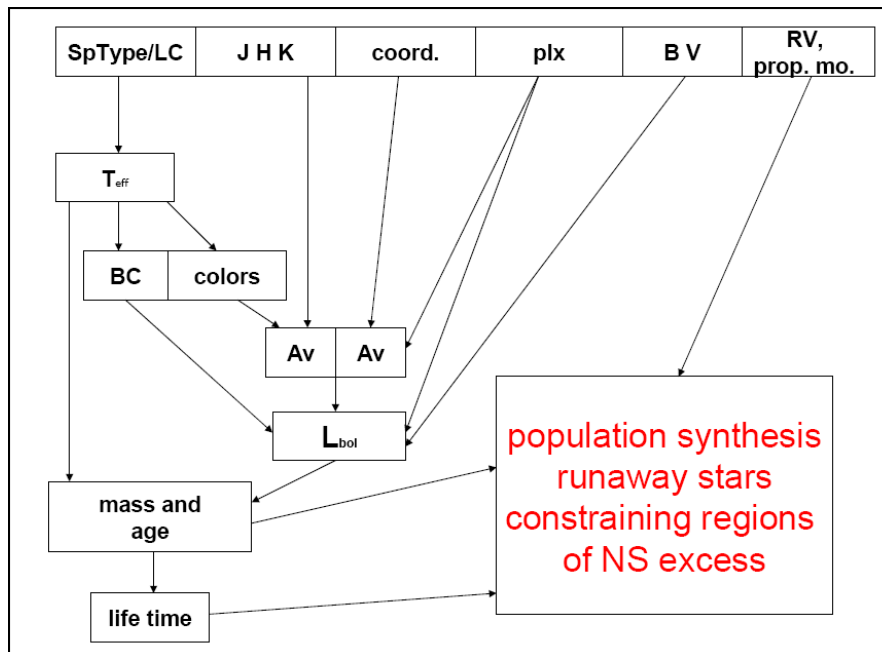 SpType/LC
J H K
coord.
plx
B V
RV,
prop. mo.
Teff
BC
colors
Av
Av
Lbol
population synthesis
runaway stars
constraining regions
of NS excess
mass and
age
life time